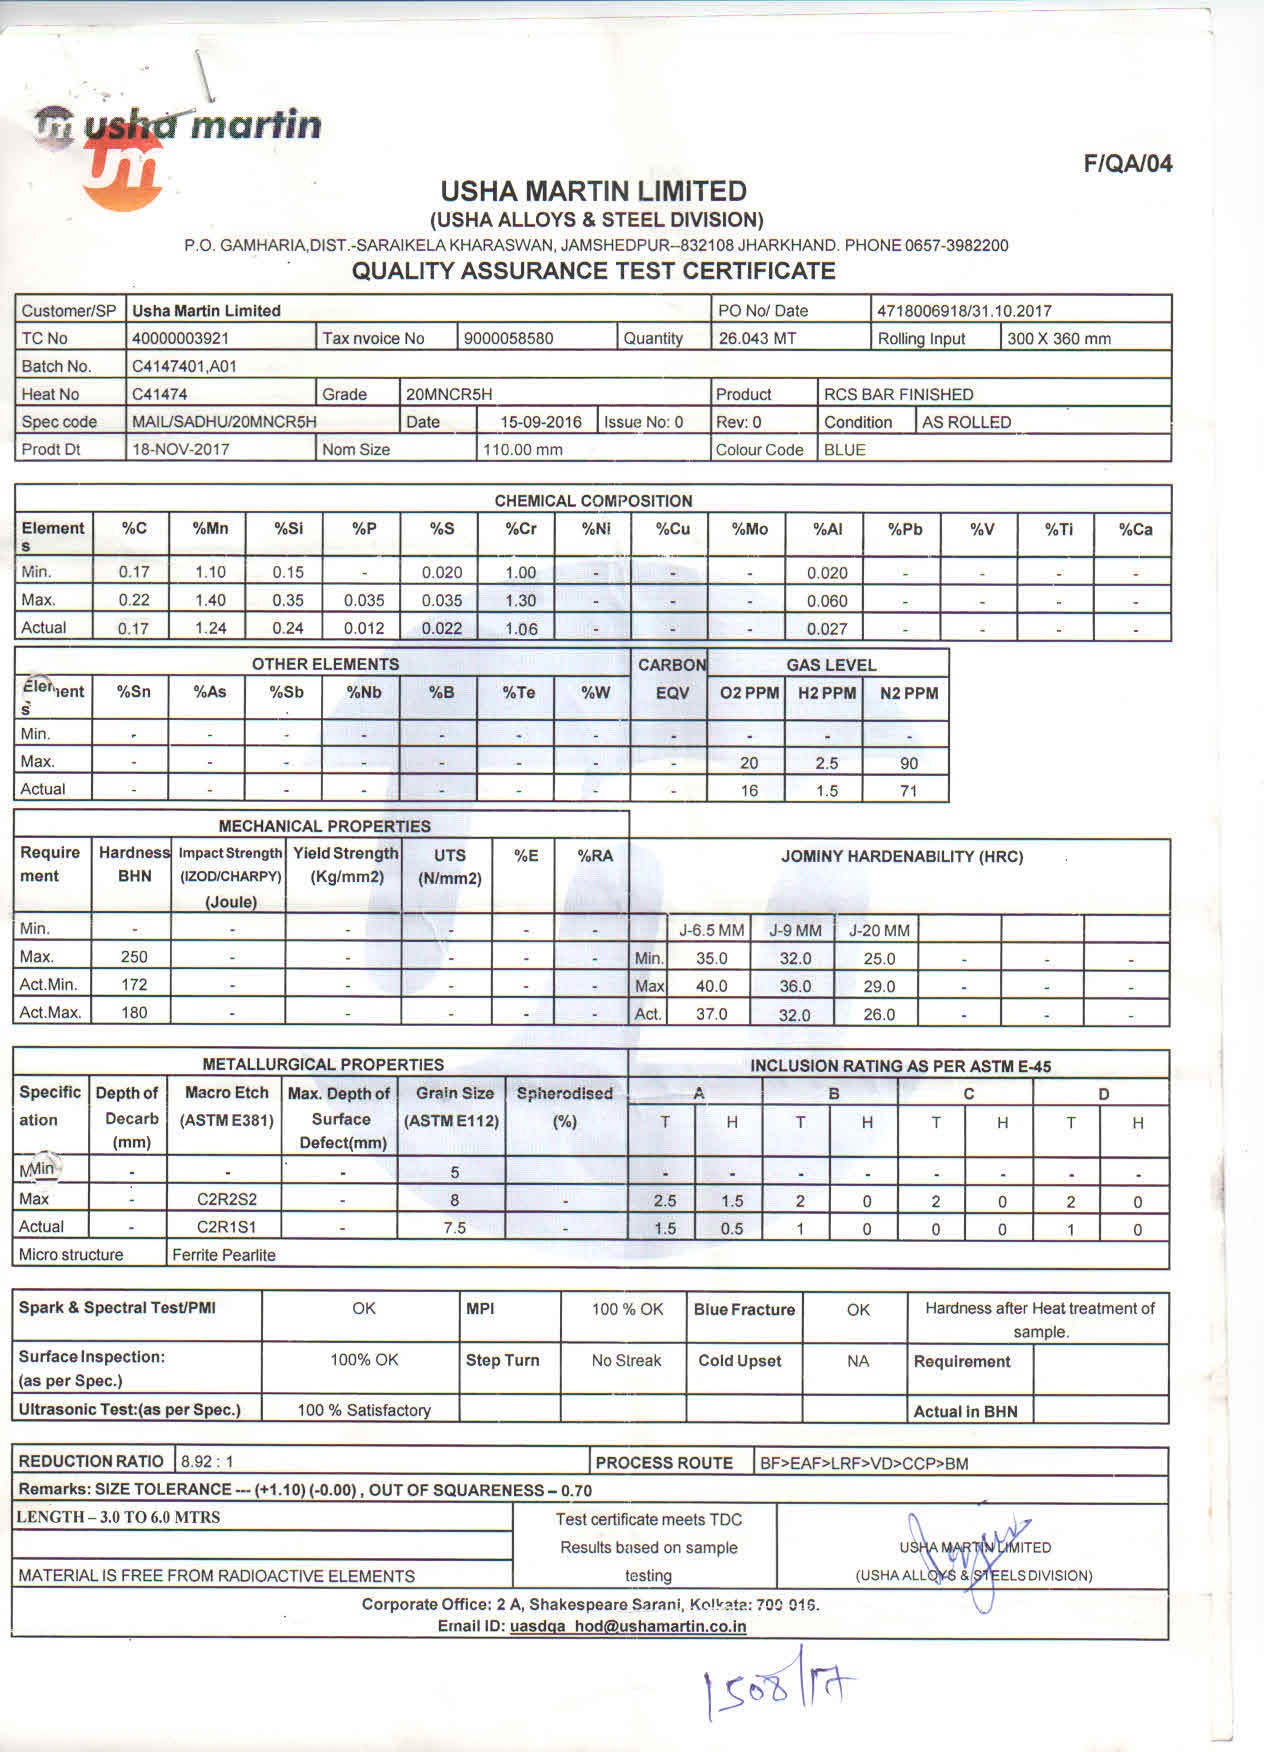 usha martin
F/QA/04
USHA MARTIN LIMITED
(USHA ALLOYS & STEEL DIVISION)
P.O. GAMHARIA,DIST.-SARAIKELA KHARASWAN, JAMSHEDPUR--832108 JHARKHAND. PHONE 0657-3982200
QUALITY ASSURANCE TEST CERTIFICATE
Customer/SP Usha Martin Limited PO No/ Date 4718006918/31.10.2017
TC No 40000003921 Tax nvoice No 9000058580 Quantity 26.043 MT Rolling Input 300 X 360 mm
Batch No. C4147401,A01
Heat No C41474 Grade 20MNCR5H Product RCS BAR FINISHED
Spec code MAIL/SADHU/20MNCR5H Date 15-09-2016 Issue No: 0 Rev: 0 Condition AS ROLLED
Prodt Dt 18-NOV-2017 Nom Size 110.00 mm Colour Code BLUE
CHEMICAL COMPOSITION
Element %C %Mn %Si %P %S %Cr %Ni %Cu %Mo %Al %Pb %V %Ti %Ca
s
Min. 0.17 1.10 0.15 - 0.020 1.00 - - - 0.020 - - - -
Max. 0.22 1.40 0.35 0.035 0.035 1.30 - - - 0.060 - - - -
Actual 0.17 1.24 0.24 0.012 0.022 1.06 - - - 0.027 - - - -
OTHER ELEMENTS CARBON GAS LEVEL
Element %Sn %As %Sb %Nb %B %Te %W EQV O2 PPM H2 PPM N2 PPM
s
Min. - - - - - - - - - - -
Max. - - - - - - - - 20 2.5 90
Actual - - - - - - - - 16 1.5 71
MECHANICAL PROPERTIES
Require Hardness Impact Strength Yield Strength UTS %E %RA JOMINY HARDENABILITY (HRC)
ment BHN (IZOD/CHARPY) (Kg/mm2) (N/mm2)
(Joule)
Min. - - - - - - J-6.5 MM J-9 MM J-20 MM
Max. 250 - - - - - Min. 35.0 32.0 25.0 - - -
Act.Min. 172 - - - - - Max 40.0 36.0 29.0 - - -
Act.Max. 180 - - - - - Act. 37.0 32.0 26.0 - - -
METALLURGICAL PROPERTIES INCLUSION RATING AS PER ASTM E-45
Specific Depth of Macro Etch Max. Depth of Grain Size Spherodised A B C D
ation Decarb (ASTM E381) Surface (ASTM E112) (%) T H T H T H T H
(mm) Defect(mm)
Min - - - 5 - - - - - - - -
Max - C2R2S2 - 8 - 2.5 1.5 2 0 2 0 2 0
Actual - C2R1S1 - 7.5 - 1.5 0.5 1 0 0 0 1 0
Micro structure Ferrite Pearlite
Spark & Spectral Test/PMI OK MPI 100 % OK Blue Fracture OK Hardness after Heat treatment of
sample.
Surface Inspection: 100% OK Step Turn No Streak Cold Upset NA Requirement
(as per Spec.)
Ultrasonic Test:(as per Spec.) 100 % Satisfactory Actual in BHN
REDUCTION RATIO 8.92 : 1 PROCESS ROUTE BF>EAF>LRF>VD>CCP>BM
Remarks: SIZE TOLERANCE --- (+1.10) (-0.00) , OUT OF SQUARENESS – 0.70
LENGTH – 3.0 TO 6.0 MTRS Test certificate meets TDC
Results based on sample USHA MARTIN LIMITED
MATERIAL IS FREE FROM RADIOACTIVE ELEMENTS testing (USHA ALLOYS & STEELS DIVISION)
Corporate Office: 2 A, Shakespeare Sarani, Kolkata: 700 016.
Email ID: uasdqa_hod@ushamartin.co.in
1508/17